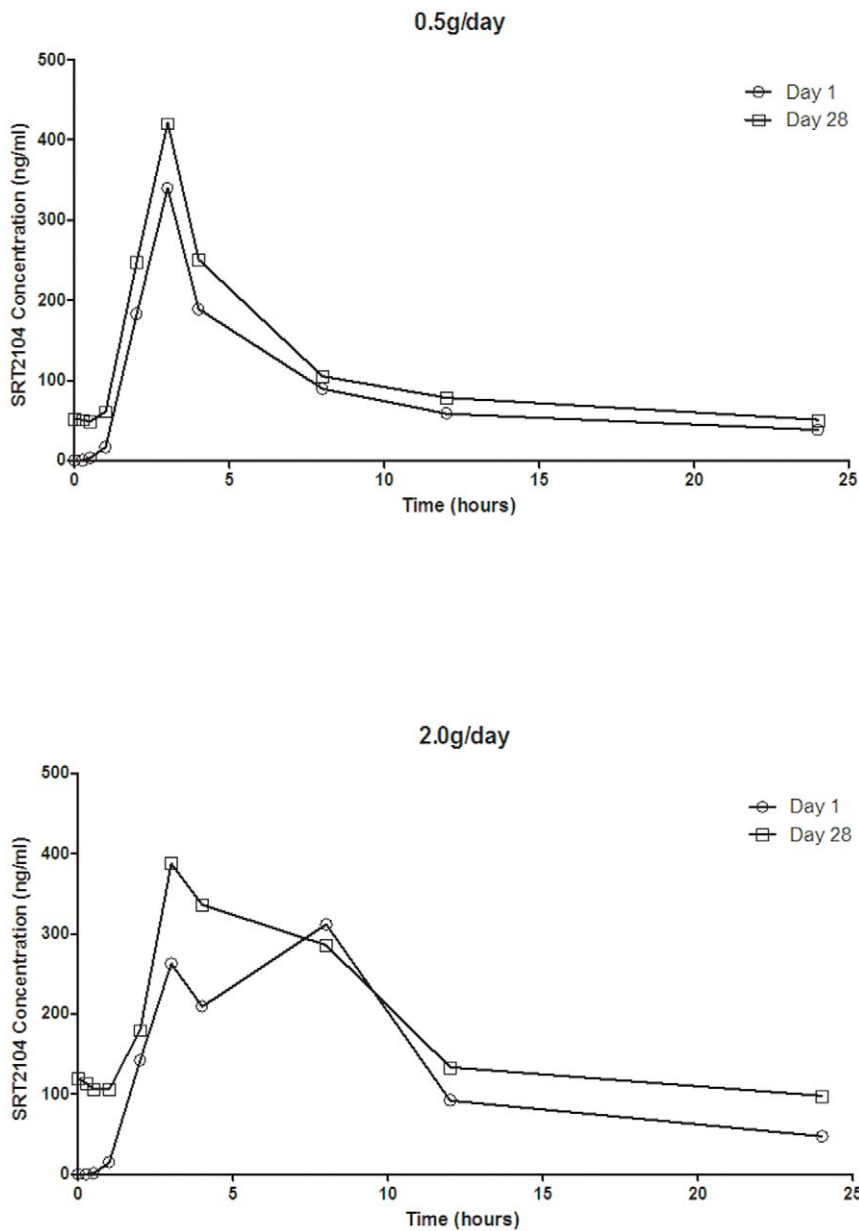 0.5g/day
500
400
300
200
100
0
SRT2104 Concentration (ng/ml)
Day 1
Day 28
0 5 10 15 20 25
Time (hours)
2.0g/day
500
400
300
200
100
0
SRT2104 Concentration (ng/ml)
Day 1
Day 28
0 5 10 15 20 25
Time (hours)